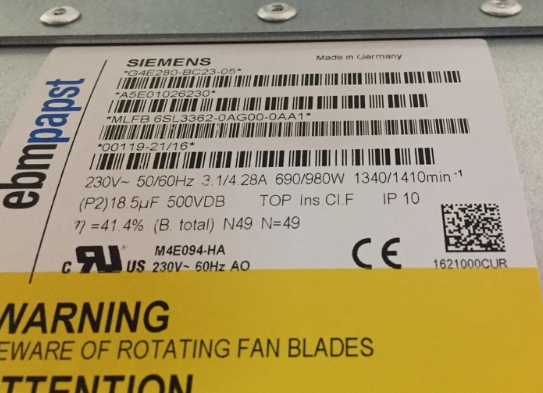 ebmpapst
SIEMENS
Made in Germany
*G4E280-BC23-05*
*A5E01026230*
*MLFB 6SL3362-0AG00-0AA1*
*00119-21/16*
230V~ 50/60Hz 3.1/4.28A 690/980W 1340/1410min-1
(P2)18.5µF 500VDB TOP Ins.Cl.F IP 10
η =41.4% (B. total) N49 N=49
M4E094-HA
c RU US 230V~ 60Hz AO
CE
1621000CUR
WARNING
EWARE OF ROTATING FAN BLADES
TTENTION